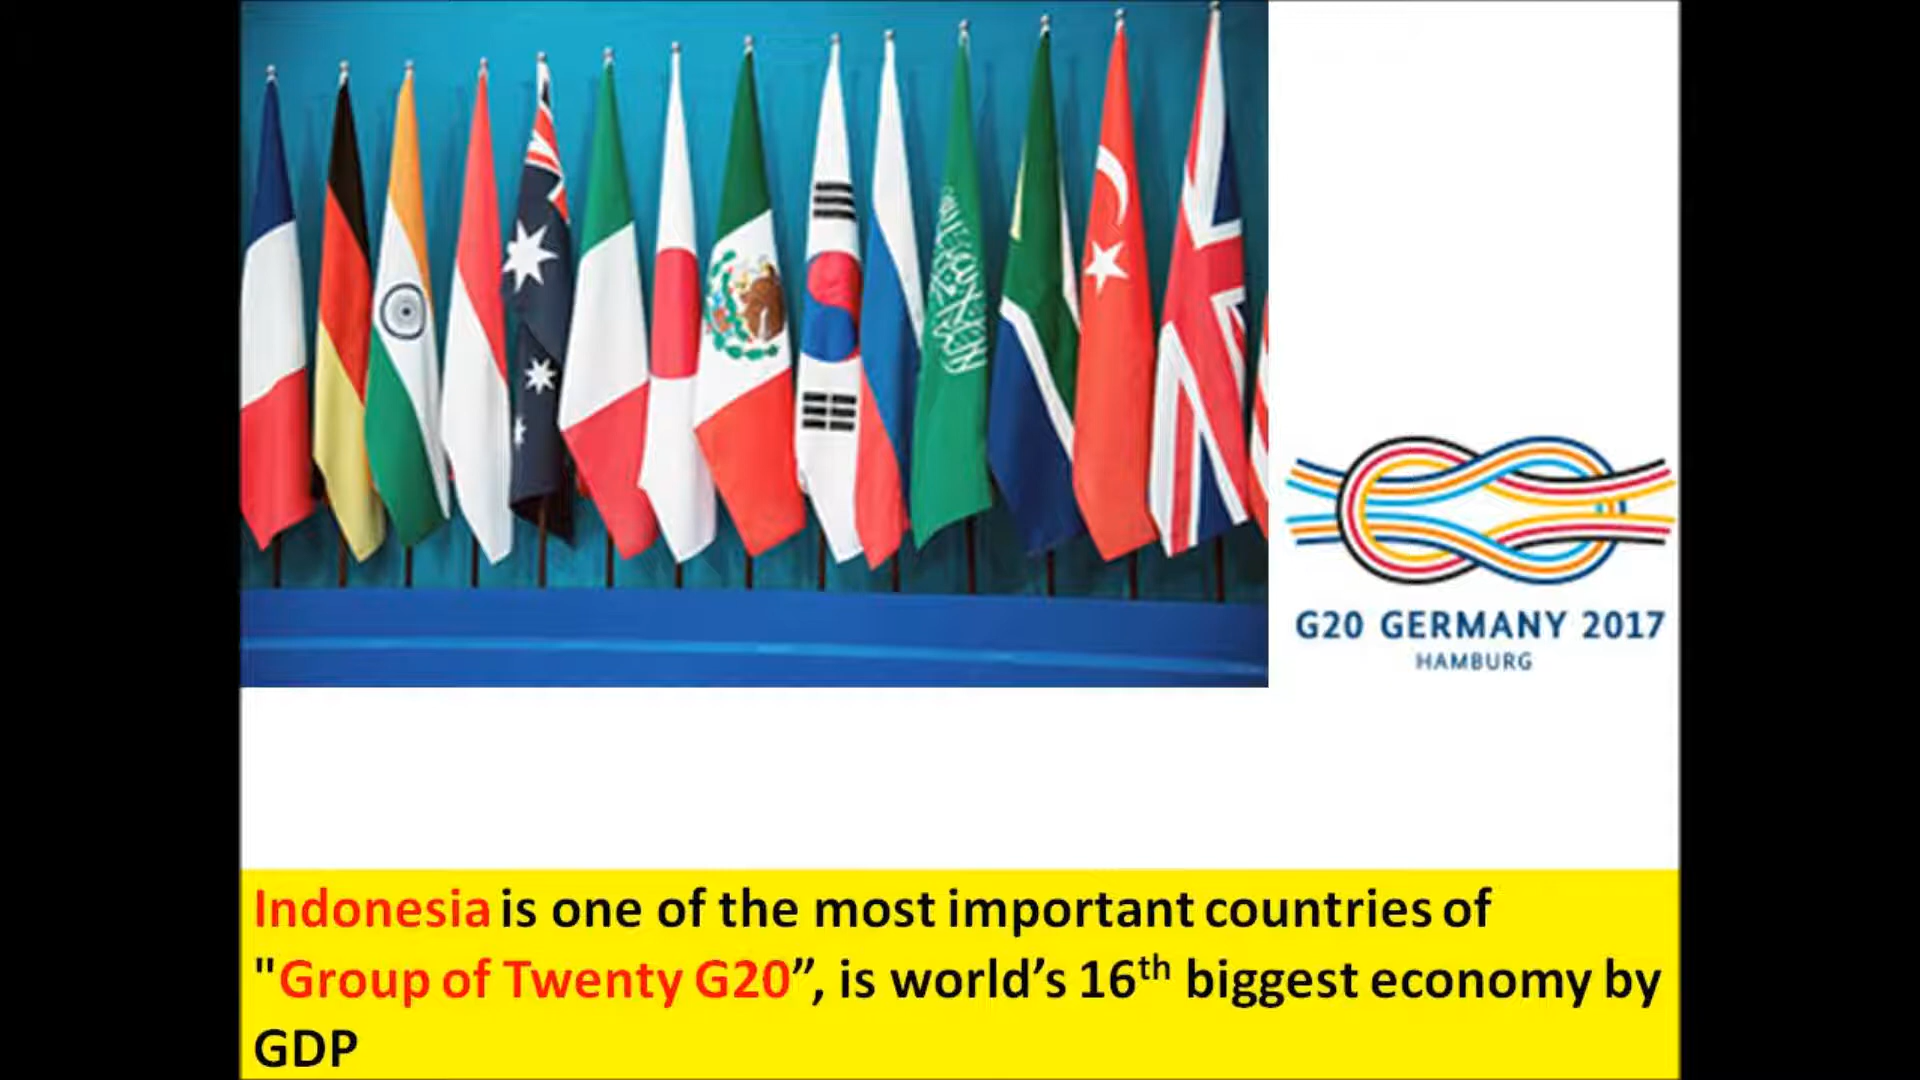 G20 GERMANY 2017
HAMBURG
Indonesia is one of the most important countries of
"Group of Twenty G20”, is world’s 16th biggest economy by
GDP